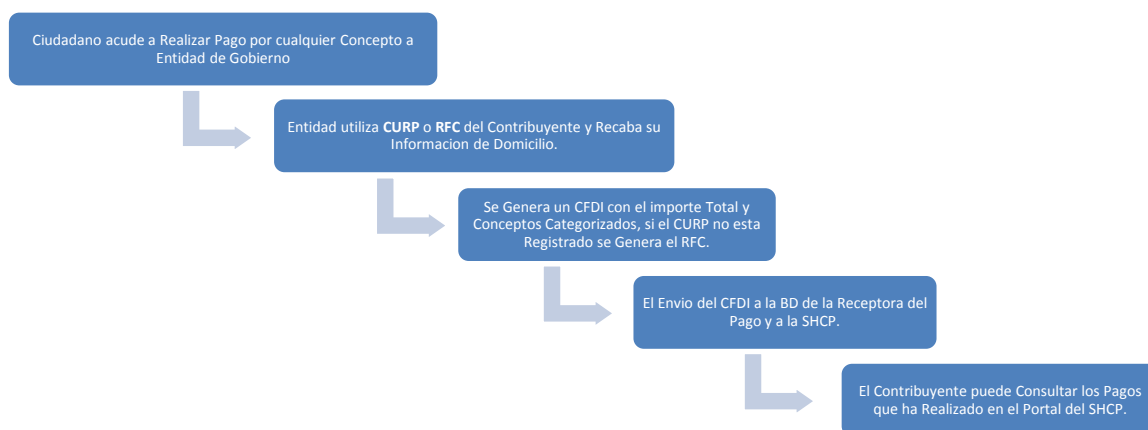 Ciudadano acude a Realizar Pago por cualquier Concepto a
Entidad de Gobierno
Entidad utiliza CURP o RFC del Contribuyente y Recaba su
Informacion de Domicilio.
Se Genera un CFDI con el importe Total y
Conceptos Categorizados, si el CURP no esta
Registrado se Genera el RFC.
El Envio del CFDI a la BD de la Receptora del
Pago y a la SHCP.
El Contribuyente puede Consultar los Pagos
que ha Realizado en el Portal del SHCP.